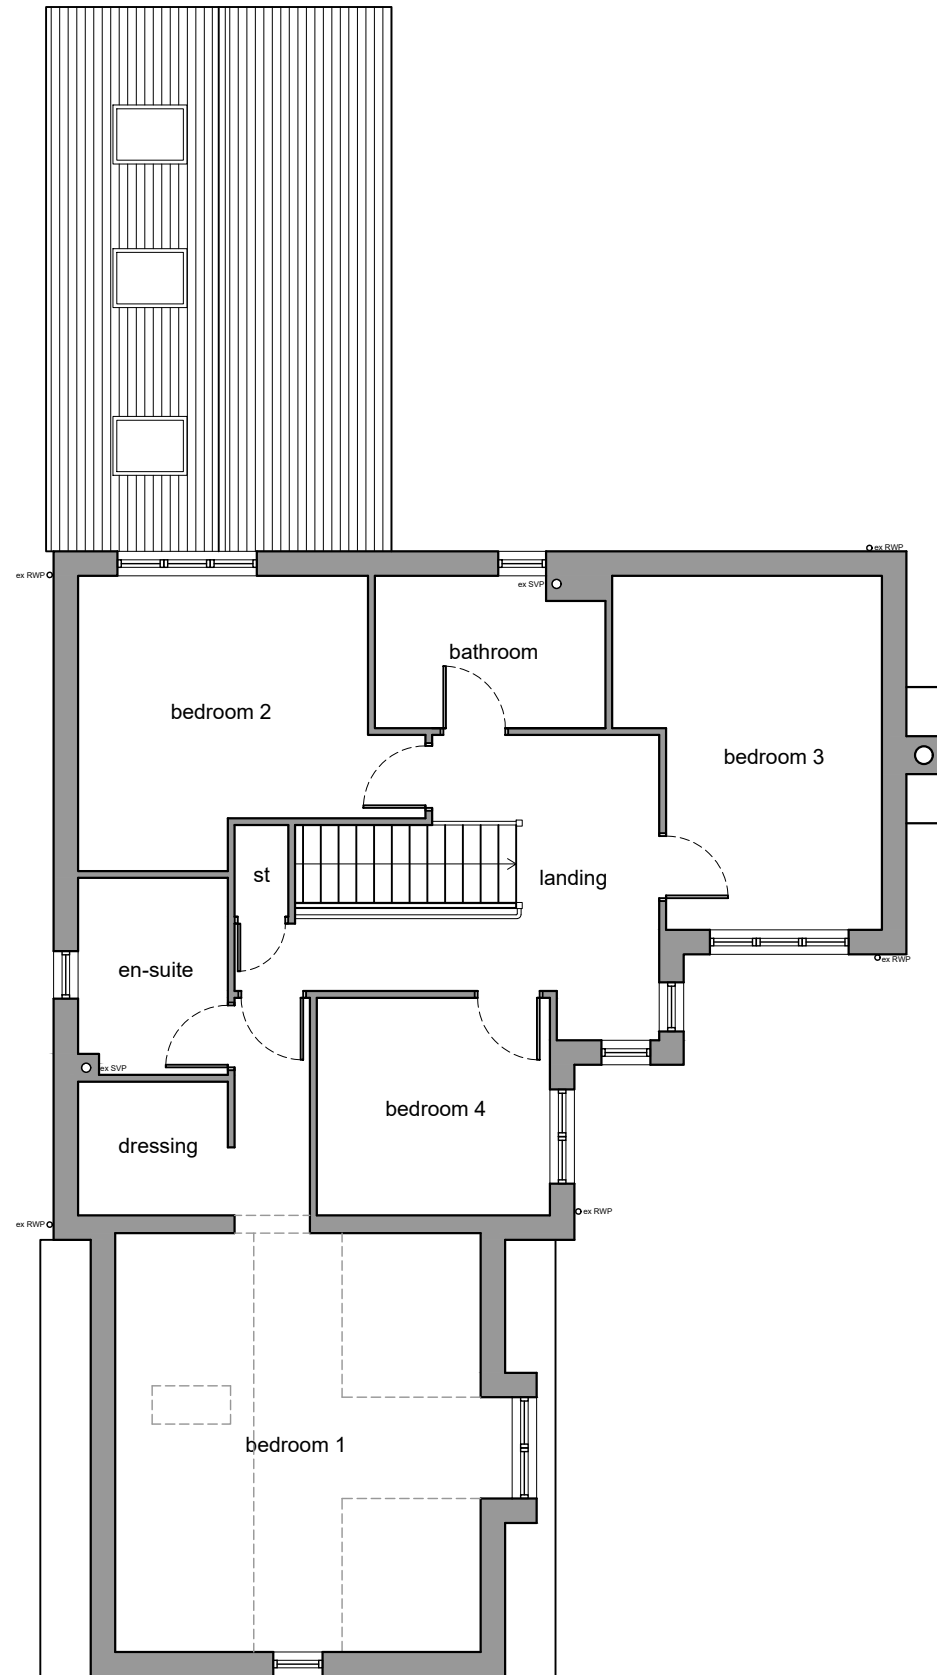 ex RWP
ex RWP
ex SVP
bathroom
bedroom 2
bedroom 3
st
landing
ex RWP
en-suite
ex SVP
bedroom 4
dressing
ex RWP
ex RWP
bedroom 1